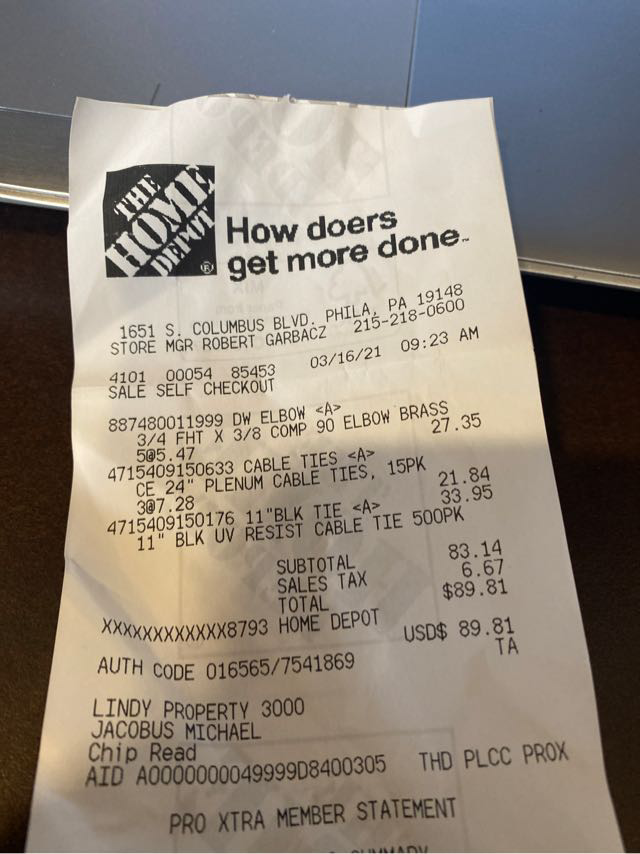 THE
HOME
DEPOT®
How doers
get more done™
1651 S. COLUMBUS BLVD. PHILA, PA 19148
STORE MGR ROBERT GARBACZ 215-218-0600
4101 00054 85453 03/16/21 09:23 AM
SALE SELF CHECKOUT
887480011999 DW ELBOW <A>
3/4 FHT X 3/8 COMP 90 ELBOW BRASS
5@5.47 27.35
4715409150633 CABLE TIES <A>
CE 24" PLENUM CABLE TIES, 15PK
3@7.28 21.84
4715409150176 11"BLK TIE <A> 33.95
11" BLK UV RESIST CABLE TIE 500PK
SUBTOTAL 83.14
SALES TAX 6.67
TOTAL $89.81
XXXXXXXXXXXX8793 HOME DEPOT
USD$ 89.81
AUTH CODE 016565/7541869 TA
LINDY PROPERTY 3000
JACOBUS MICHAEL
Chip Read
AID A0000000049999D8400305 THD PLCC PROX
PRO XTRA MEMBER STATEMENT
SUMMARY